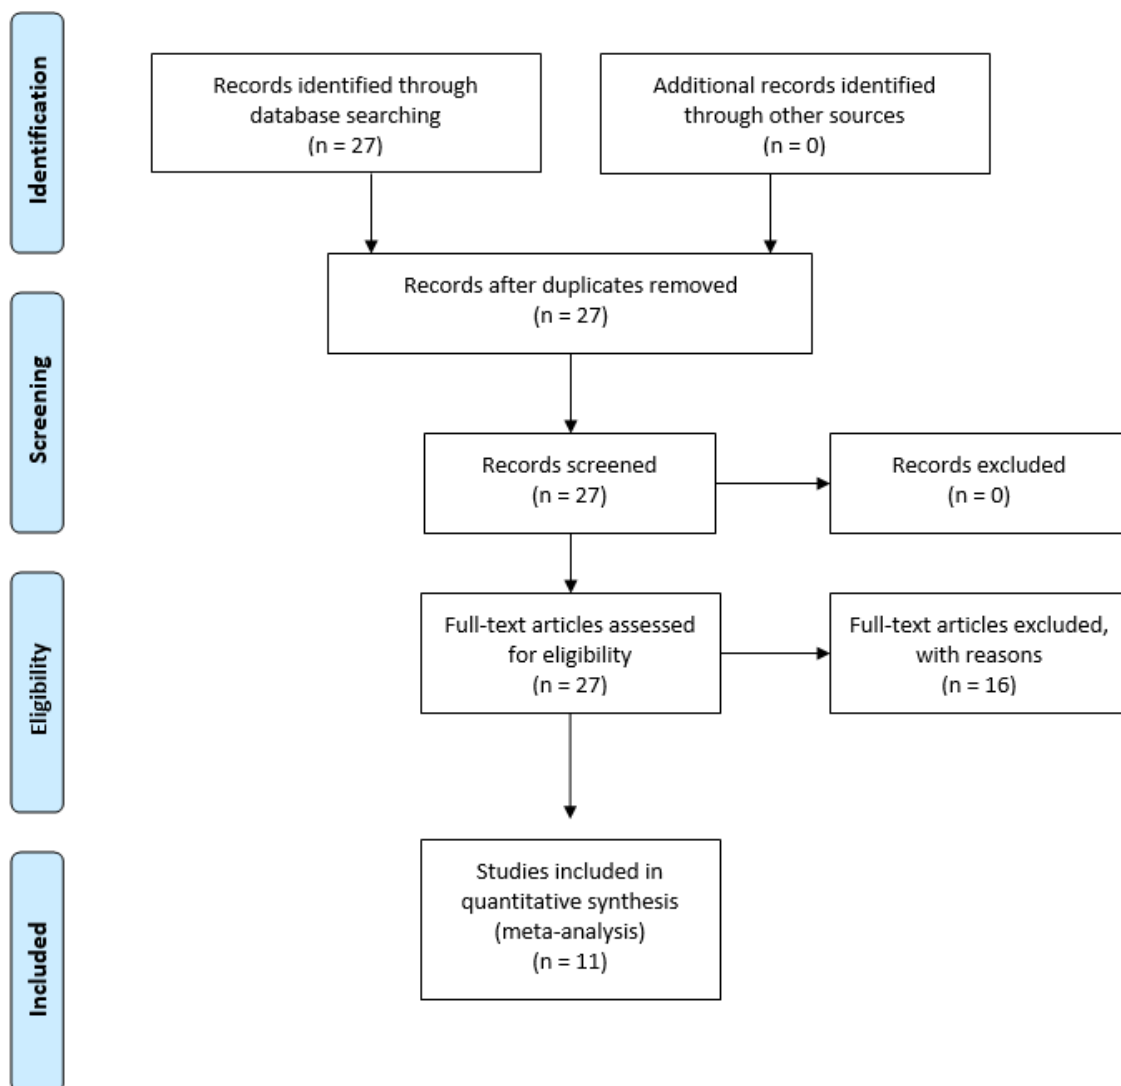 Identification
Records identified through
database searching
(n = 27)
Additional records identified
through other sources
(n = 0)
Records after duplicates removed
(n = 27)
Screening
Records screened
(n = 27)
Records excluded
(n = 0)
Eligibility
Full-text articles assessed
for eligibility
(n = 27)
Full-text articles excluded,
with reasons
(n = 16)
Included
Studies included in
quantitative synthesis
(meta-analysis)
(n = 11)